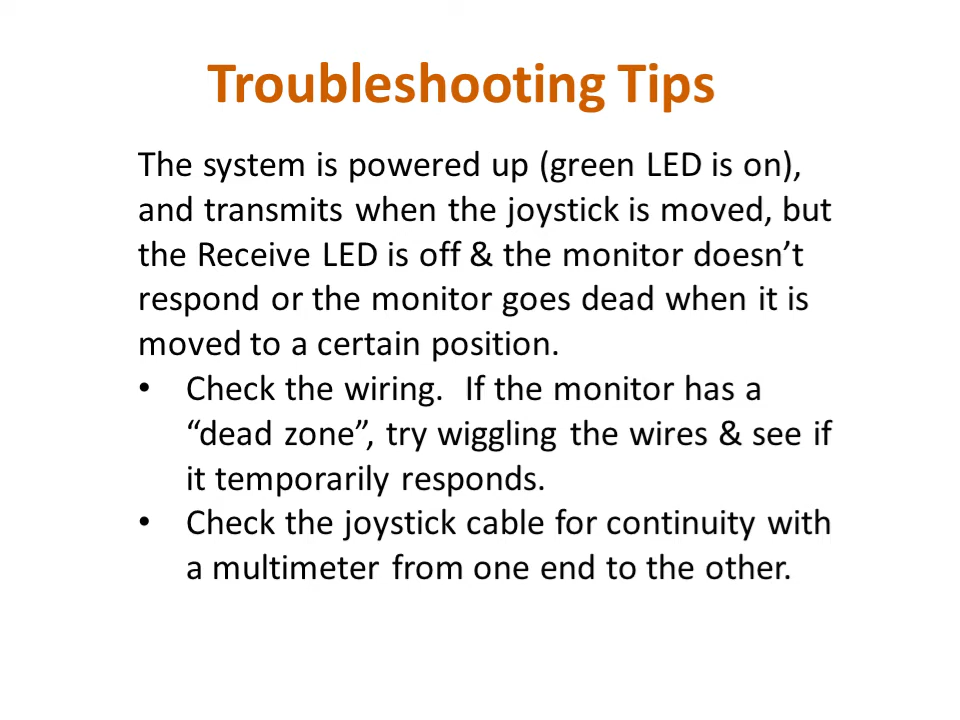 Troubleshooting Tips
The system is powered up (green LED is on),
and transmits when the joystick is moved, but
the Receive LED is off & the monitor doesn’t
respond or the monitor goes dead when it is
moved to a certain position.
• Check the wiring.  If the monitor has a
“dead zone”, try wiggling the wires & see if
it temporarily responds.
• Check the joystick cable for continuity with
a multimeter from one end to the other.